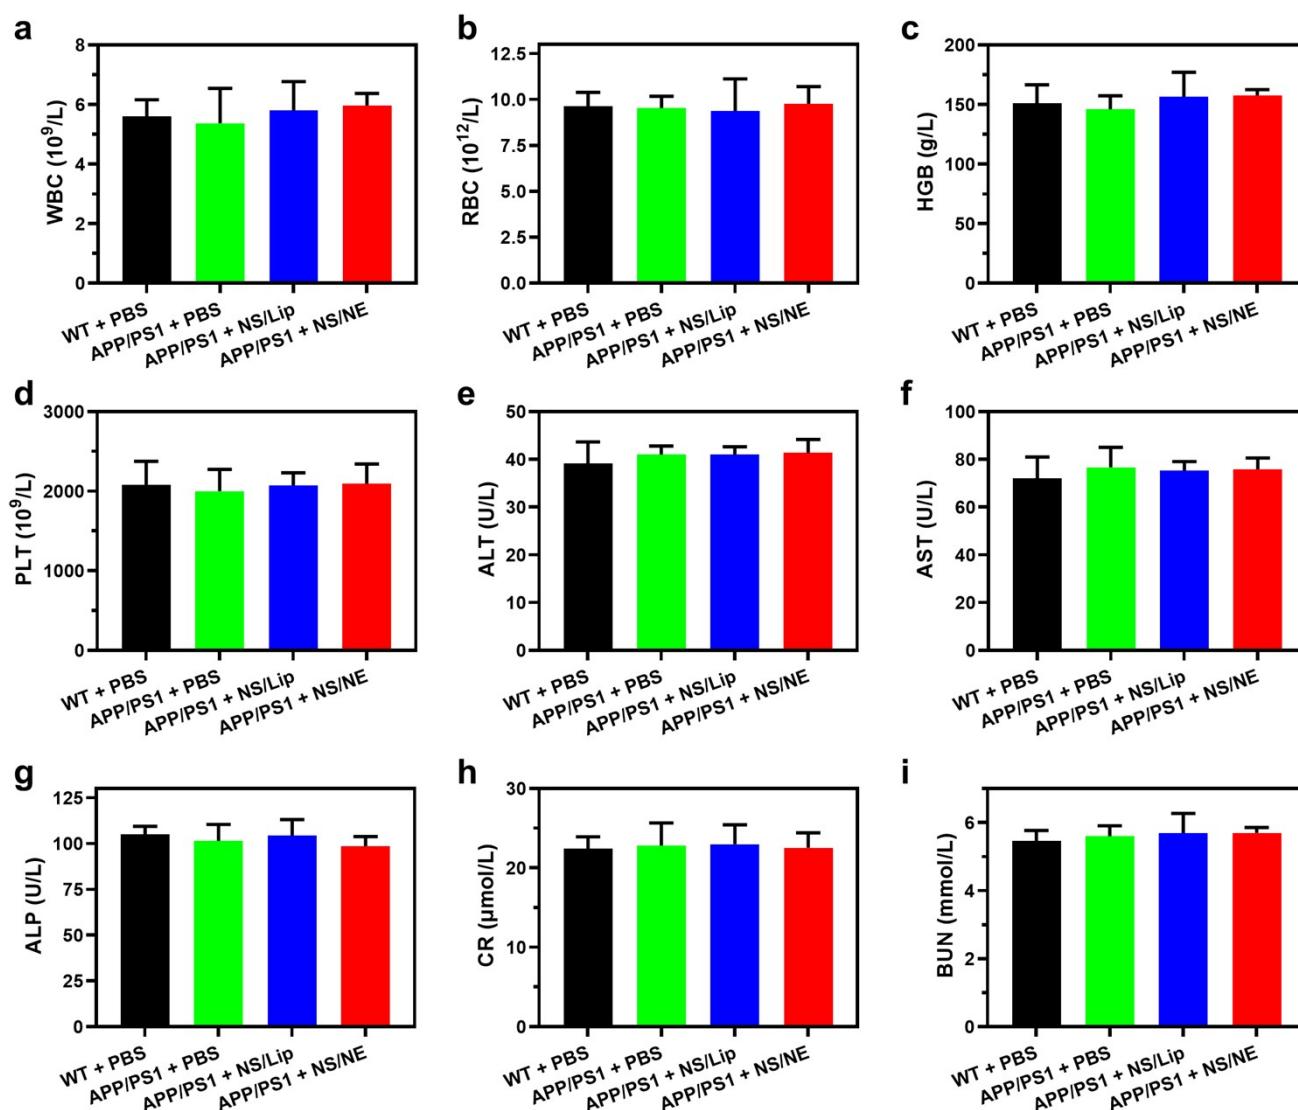 a
8
6
4
2
0
WBC (10⁹/L)
WT + PBS
APP/PS1 + PBS
APP/PS1 + NS/Lip
APP/PS1 + NS/NE
b
12.5
10.0
7.5
5.0
2.5
0.0
RBC (10¹²/L)
WT + PBS
APP/PS1 + PBS
APP/PS1 + NS/Lip
APP/PS1 + NS/NE
c
200
150
100
50
0
HGB (g/L)
WT + PBS
APP/PS1 + PBS
APP/PS1 + NS/Lip
APP/PS1 + NS/NE
d
3000
2000
1000
0
PLT (10⁹/L)
WT + PBS
APP/PS1 + PBS
APP/PS1 + NS/Lip
APP/PS1 + NS/NE
e
50
40
30
20
10
0
ALT (U/L)
WT + PBS
APP/PS1 + PBS
APP/PS1 + NS/Lip
APP/PS1 + NS/NE
f
100
80
60
40
20
0
AST (U/L)
WT + PBS
APP/PS1 + PBS
APP/PS1 + NS/Lip
APP/PS1 + NS/NE
g
125
100
75
50
25
0
ALP (U/L)
WT + PBS
APP/PS1 + PBS
APP/PS1 + NS/Lip
APP/PS1 + NS/NE
h
30
20
10
0
CR (μmol/L)
WT + PBS
APP/PS1 + PBS
APP/PS1 + NS/Lip
APP/PS1 + NS/NE
i
6
4
2
0
BUN (mmol/L)
WT + PBS
APP/PS1 + PBS
APP/PS1 + NS/Lip
APP/PS1 + NS/NE